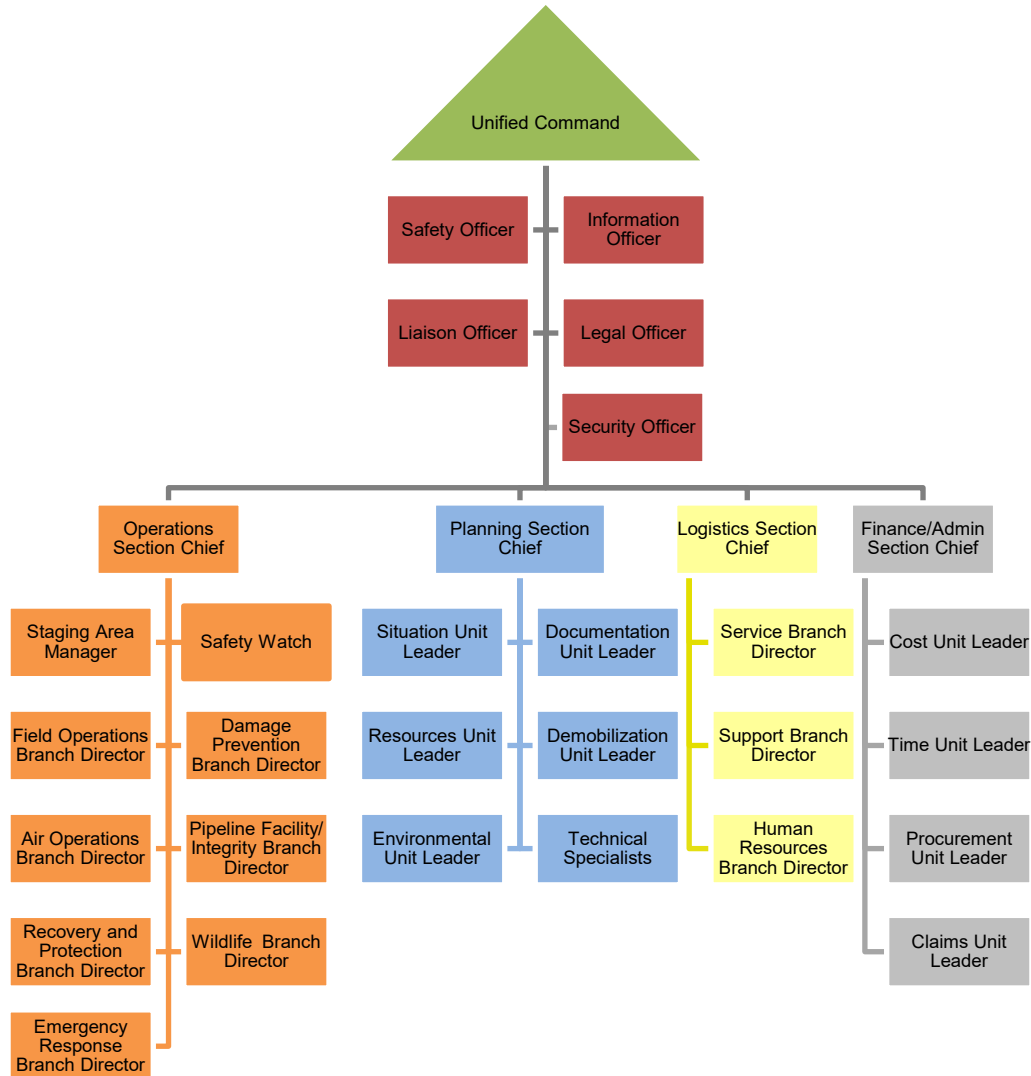 Unified Command
Safety Officer
Information
Officer
Liaison Officer
Legal Officer
Security Officer
Operations
Section Chief
Planning Section
Chief
Logistics Section
Chief
Finance/Admin
Section Chief
Staging Area
Manager
Safety Watch
Field Operations
Branch Director
Damage
Prevention
Branch Director
Air Operations
Branch Director
Pipeline Facility/
Integrity Branch
Director
Recovery and
Protection
Branch Director
Wildlife Branch
Director
Emergency
Response
Branch Director
Situation Unit
Leader
Documentation
Unit Leader
Resources Unit
Leader
Demobilization
Unit Leader
Environmental
Unit Leader
Technical
Specialists
Service Branch
Director
Support Branch
Director
Human
Resources
Branch Director
Cost Unit Leader
Time Unit Leader
Procurement
Unit Leader
Claims Unit
Leader